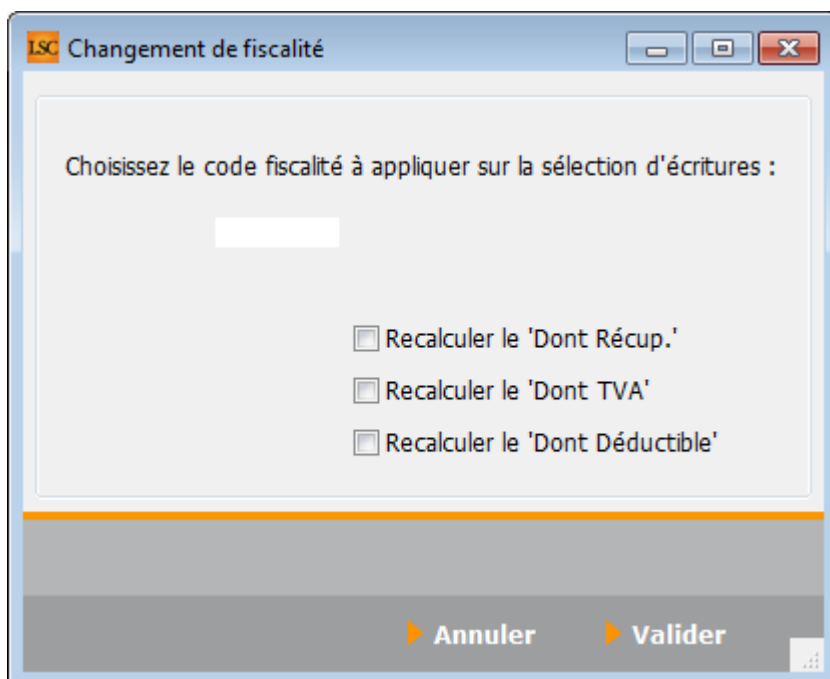 LSC Changement de fiscalité
Choisissez le code fiscalité à appliquer sur la sélection d'écritures :
Recalculer le 'Dont Récup.'
Recalculer le 'Dont TVA'
Recalculer le 'Dont Déductible'
Annuler Valider